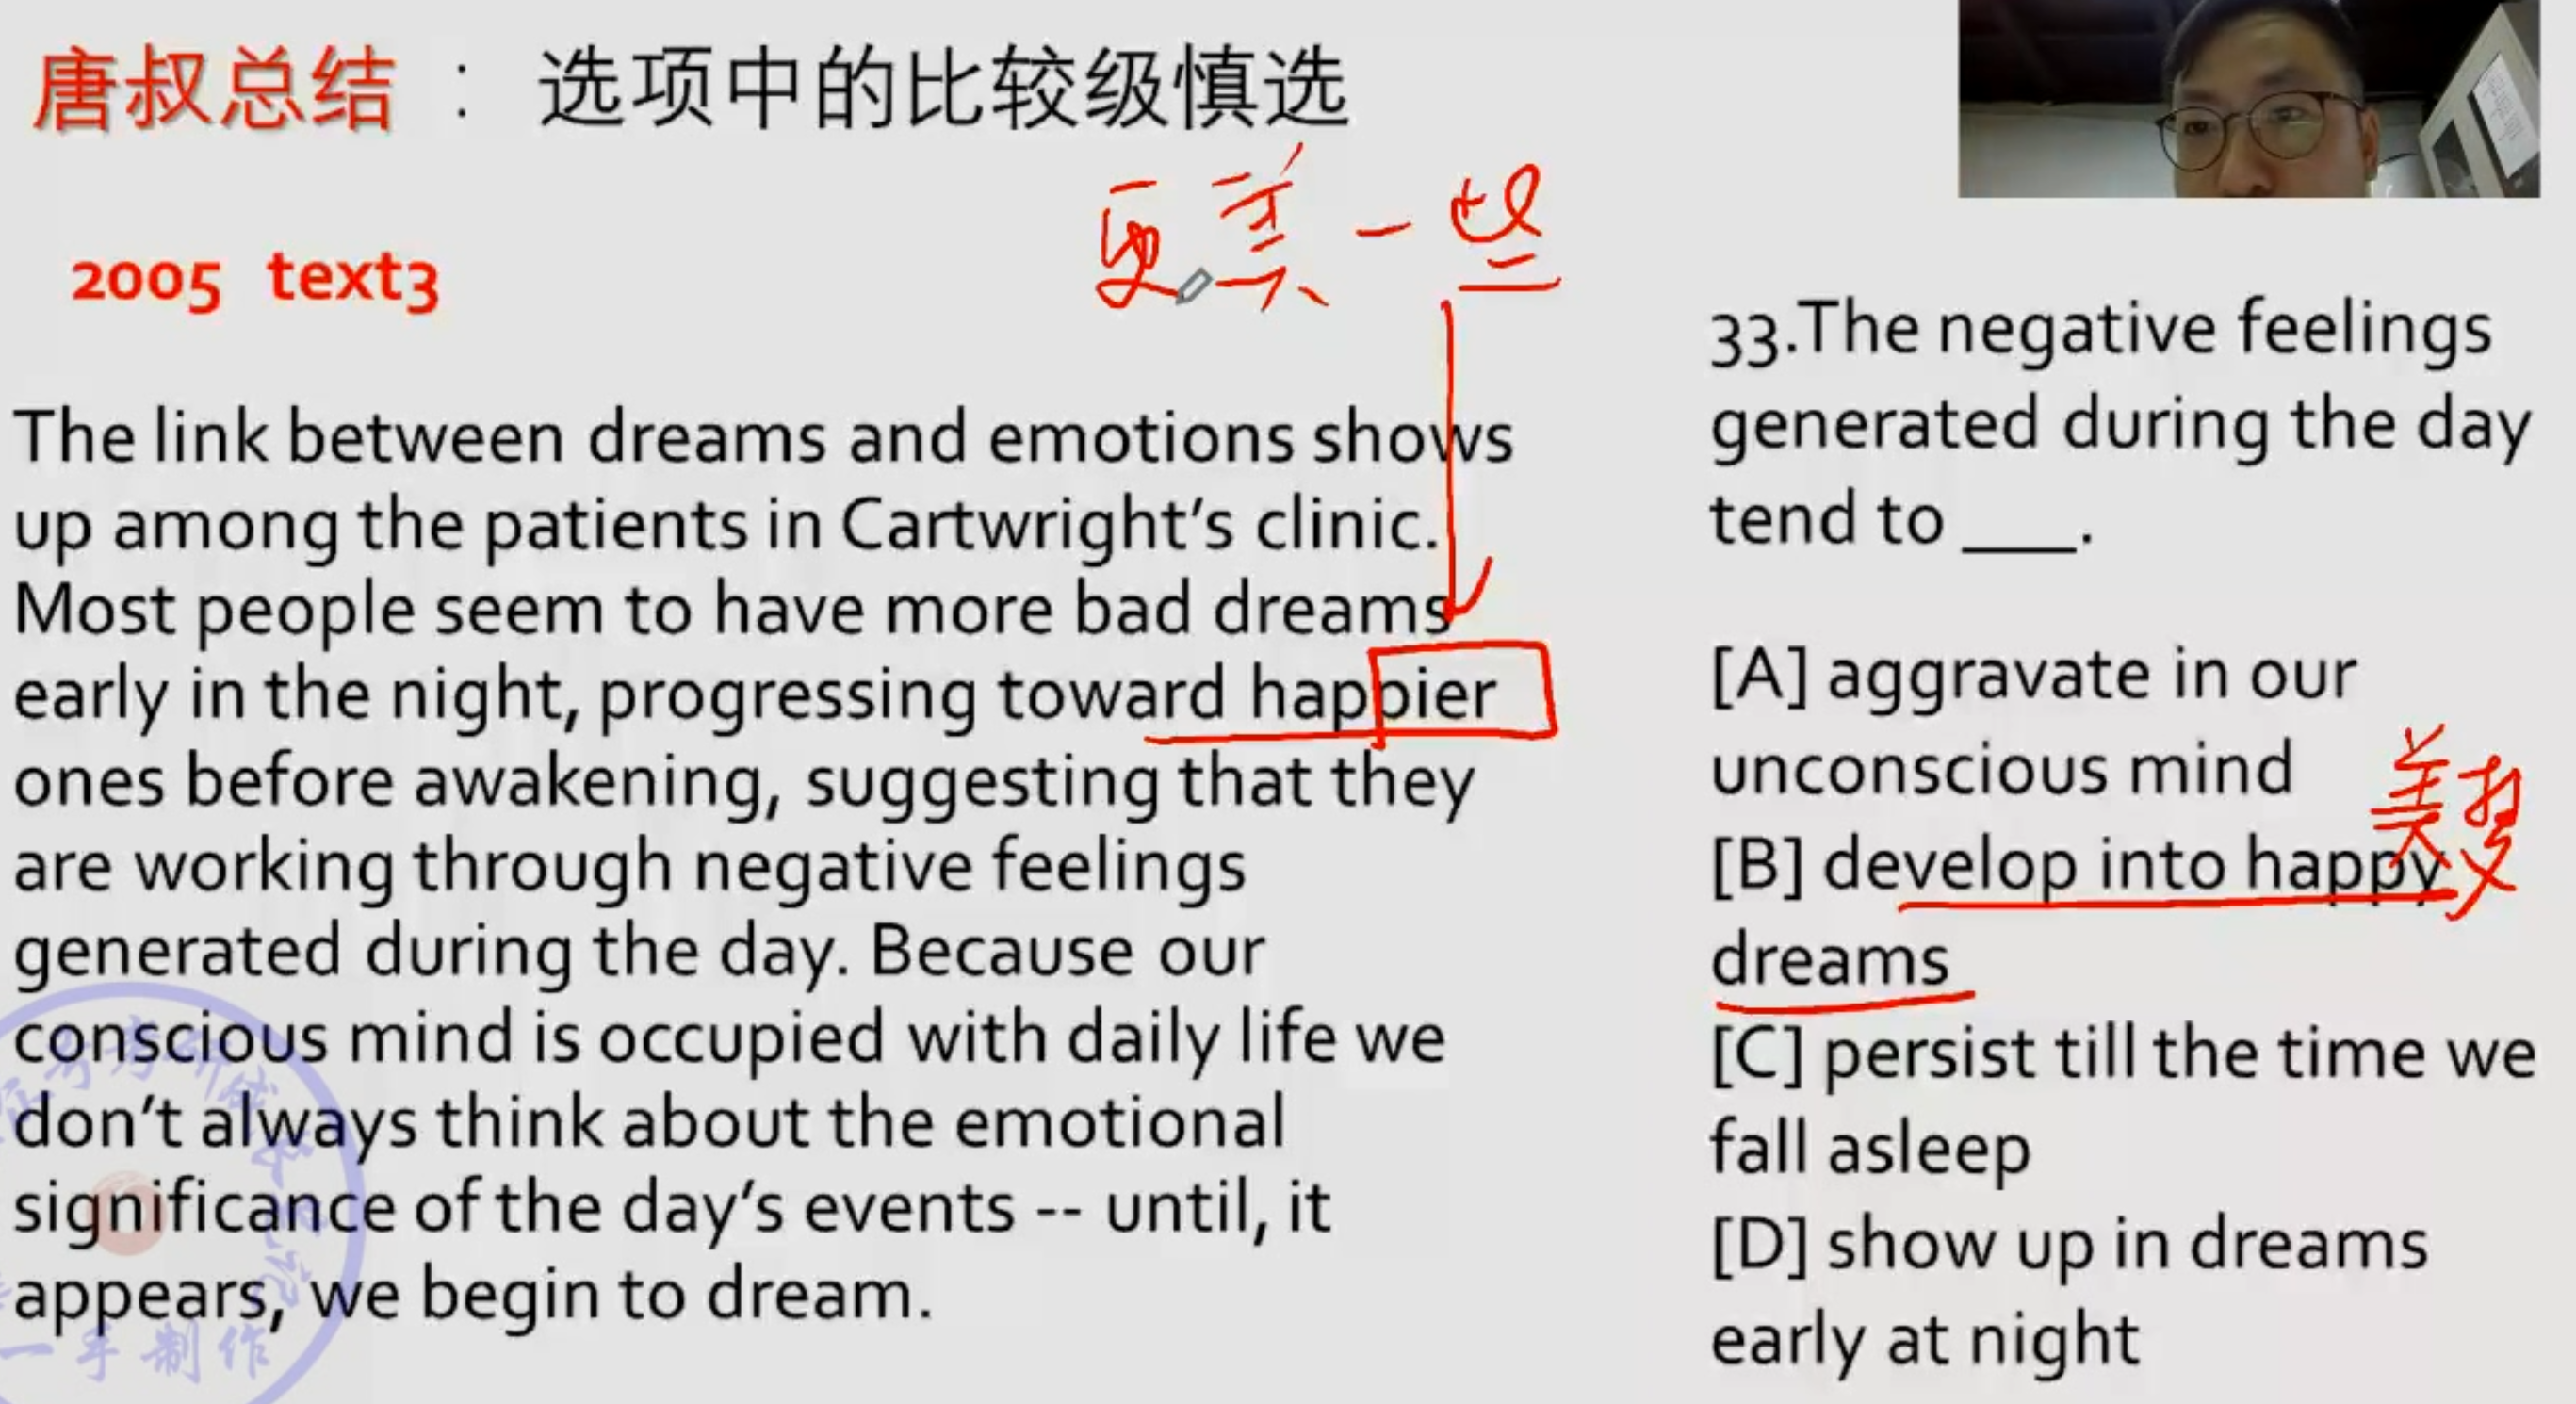 唐叔总结 : 选项中的比较级慎选
更美一些
2005 text3
The link between dreams and emotions shows
up among the patients in Cartwright's clinic.
Most people seem to have more bad dreams
early in the night, progressing toward happier
ones before awakening, suggesting that they
are working through negative feelings
generated during the day. Because our
conscious mind is occupied with daily life we
don't always think about the emotional
significance of the day's events -- until, it
appears, we begin to dream.
33.The negative feelings
generated during the day
tend to ____.
[A] aggravate in our
unconscious mind
美梦
[B] develop into happy
dreams
[C] persist till the time we
fall asleep
[D] show up in dreams
early at night
一手制作